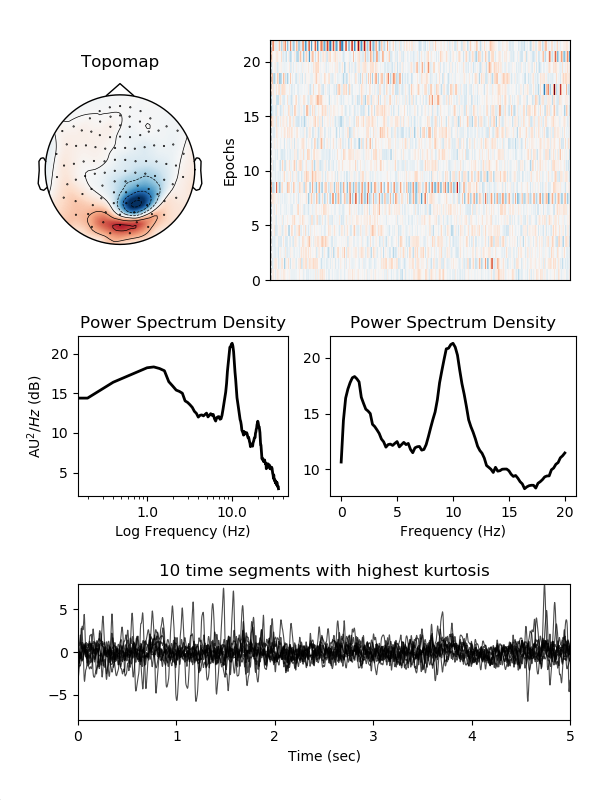 Topomap
Epochs
20
15
10
5
0
Power Spectrum Density
AU²/Hz (dB)
20
15
10
5
1.0 10.0
Log Frequency (Hz)
Power Spectrum Density
20
15
10
0 5 10 15 20
Frequency (Hz)
10 time segments with highest kurtosis
5
0
−5
0 1 2 3 4 5
Time (sec)